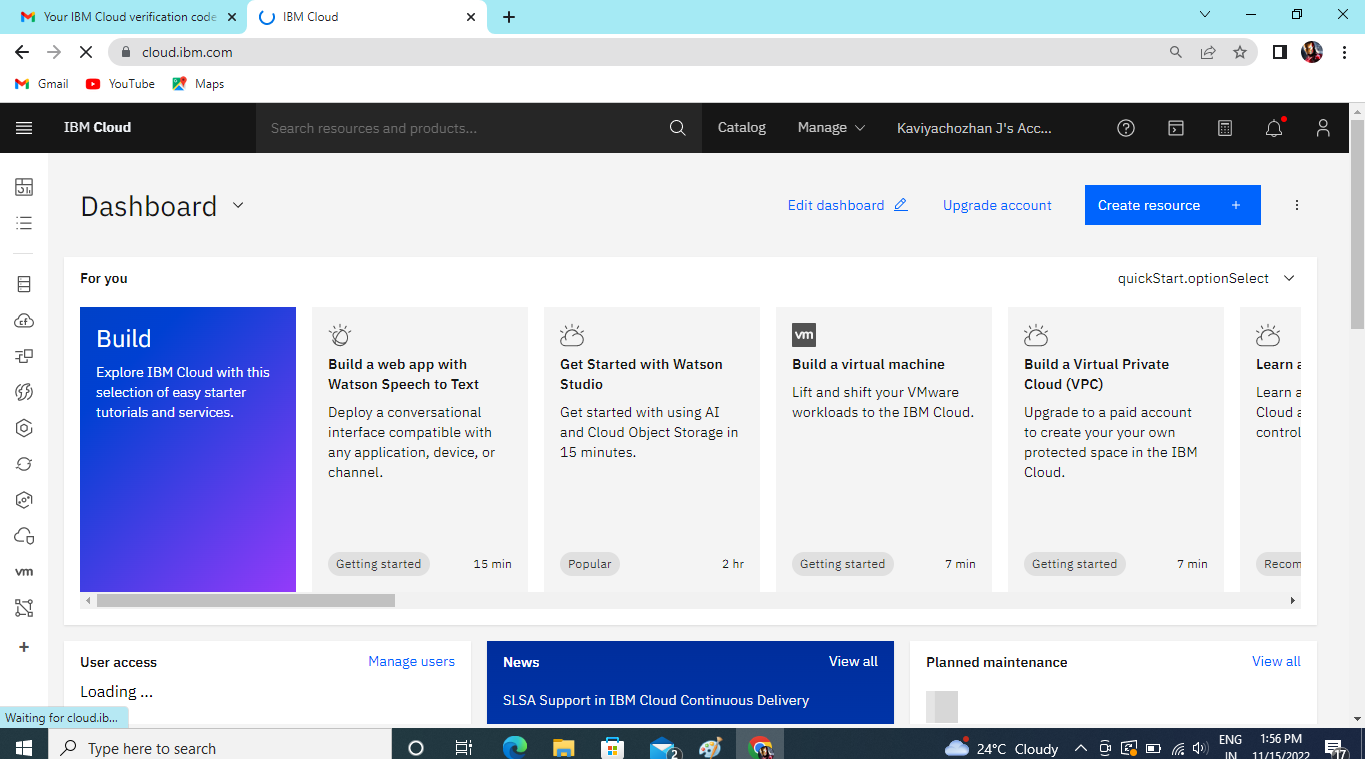 Your IBM Cloud verification code
IBM Cloud
cloud.ibm.com
Gmail
YouTube
Maps
IBM Cloud
Search resources and products...
Catalog
Manage
Kaviyachozhan J's Acc...
Dashboard
Edit dashboard
Upgrade account
Create resource +
For you
quickStart.optionSelect
Build
Explore IBM Cloud with this
selection of easy starter
tutorials and services.
Build a web app with
Watson Speech to Text
Deploy a conversational
interface compatible with
any application, device, or
channel.
Getting started
15 min
Get Started with Watson
Studio
Get started with using AI
and Cloud Object Storage in
15 minutes.
Popular
2 hr
vm
Build a virtual machine
Lift and shift your VMware
workloads to the IBM Cloud.
Getting started
7 min
Build a Virtual Private
Cloud (VPC)
Upgrade to a paid account
to create your your own
protected space in the IBM
Cloud.
Getting started
7 min
Learn a
Learn a
Cloud a
control
Recom
cf
vm
User access
Manage users
Loading ...
News
View all
SLSA Support in IBM Cloud Continuous Delivery
Planned maintenance
View all
Waiting for cloud.ib...
Type here to search
2
24°C Cloudy
ENG
IN
1:56 PM
11/15/2022
17